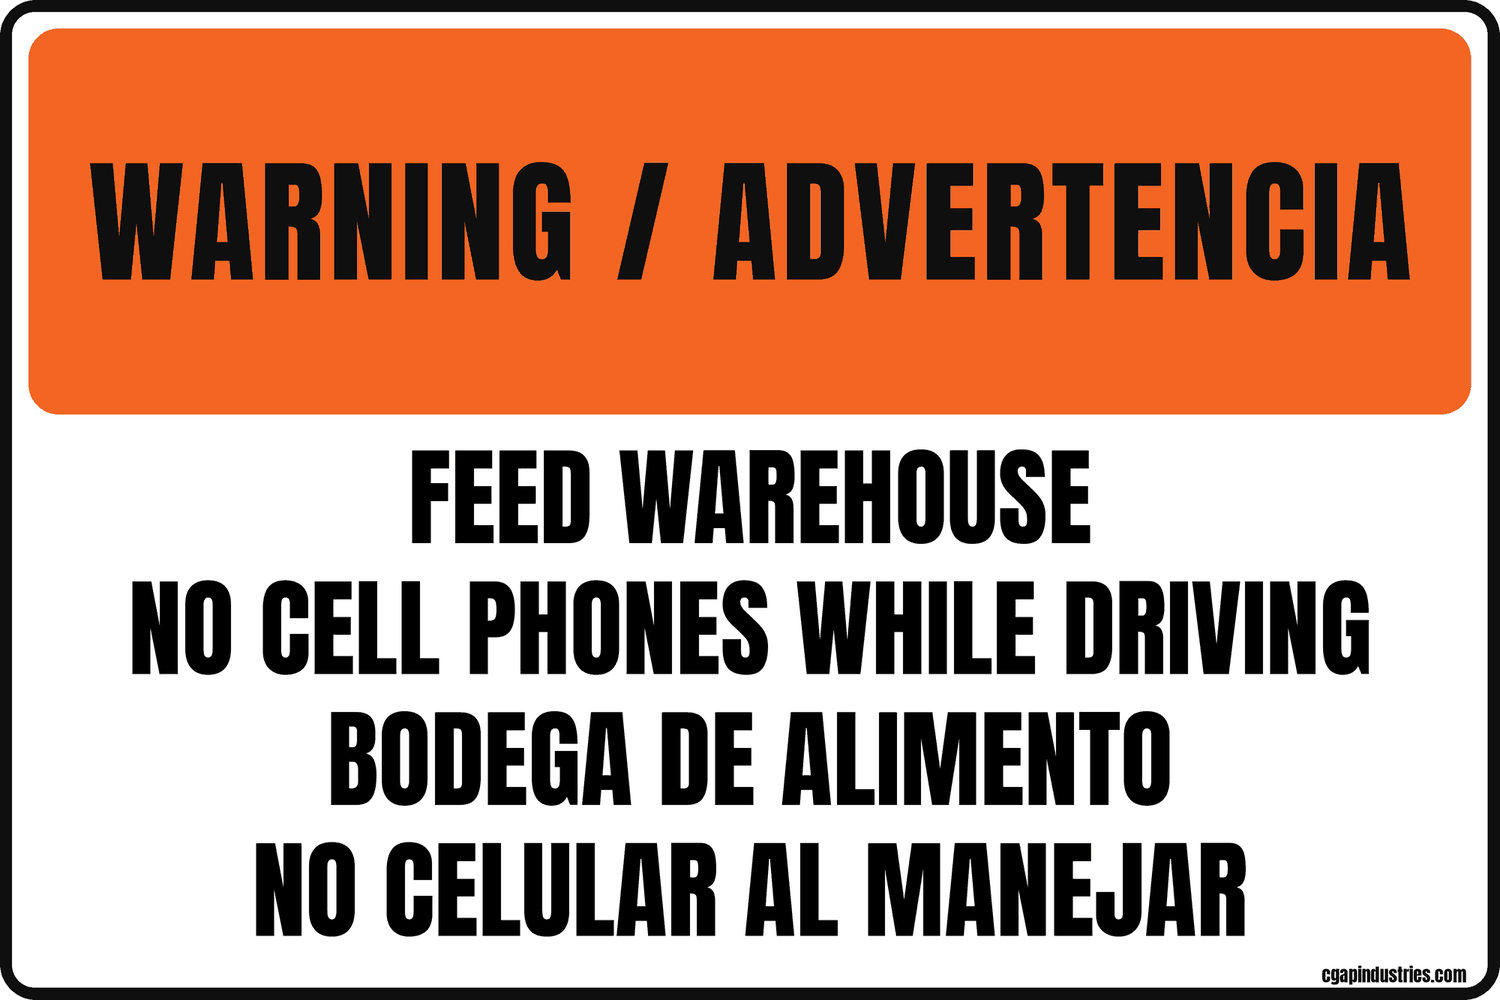 WARNING / ADVERTENCIA
FEED WAREHOUSE
NO CELL PHONES WHILE DRIVING
BODEGA DE ALIMENTO
NO CELULAR AL MANEJAR
cgapindustries.com